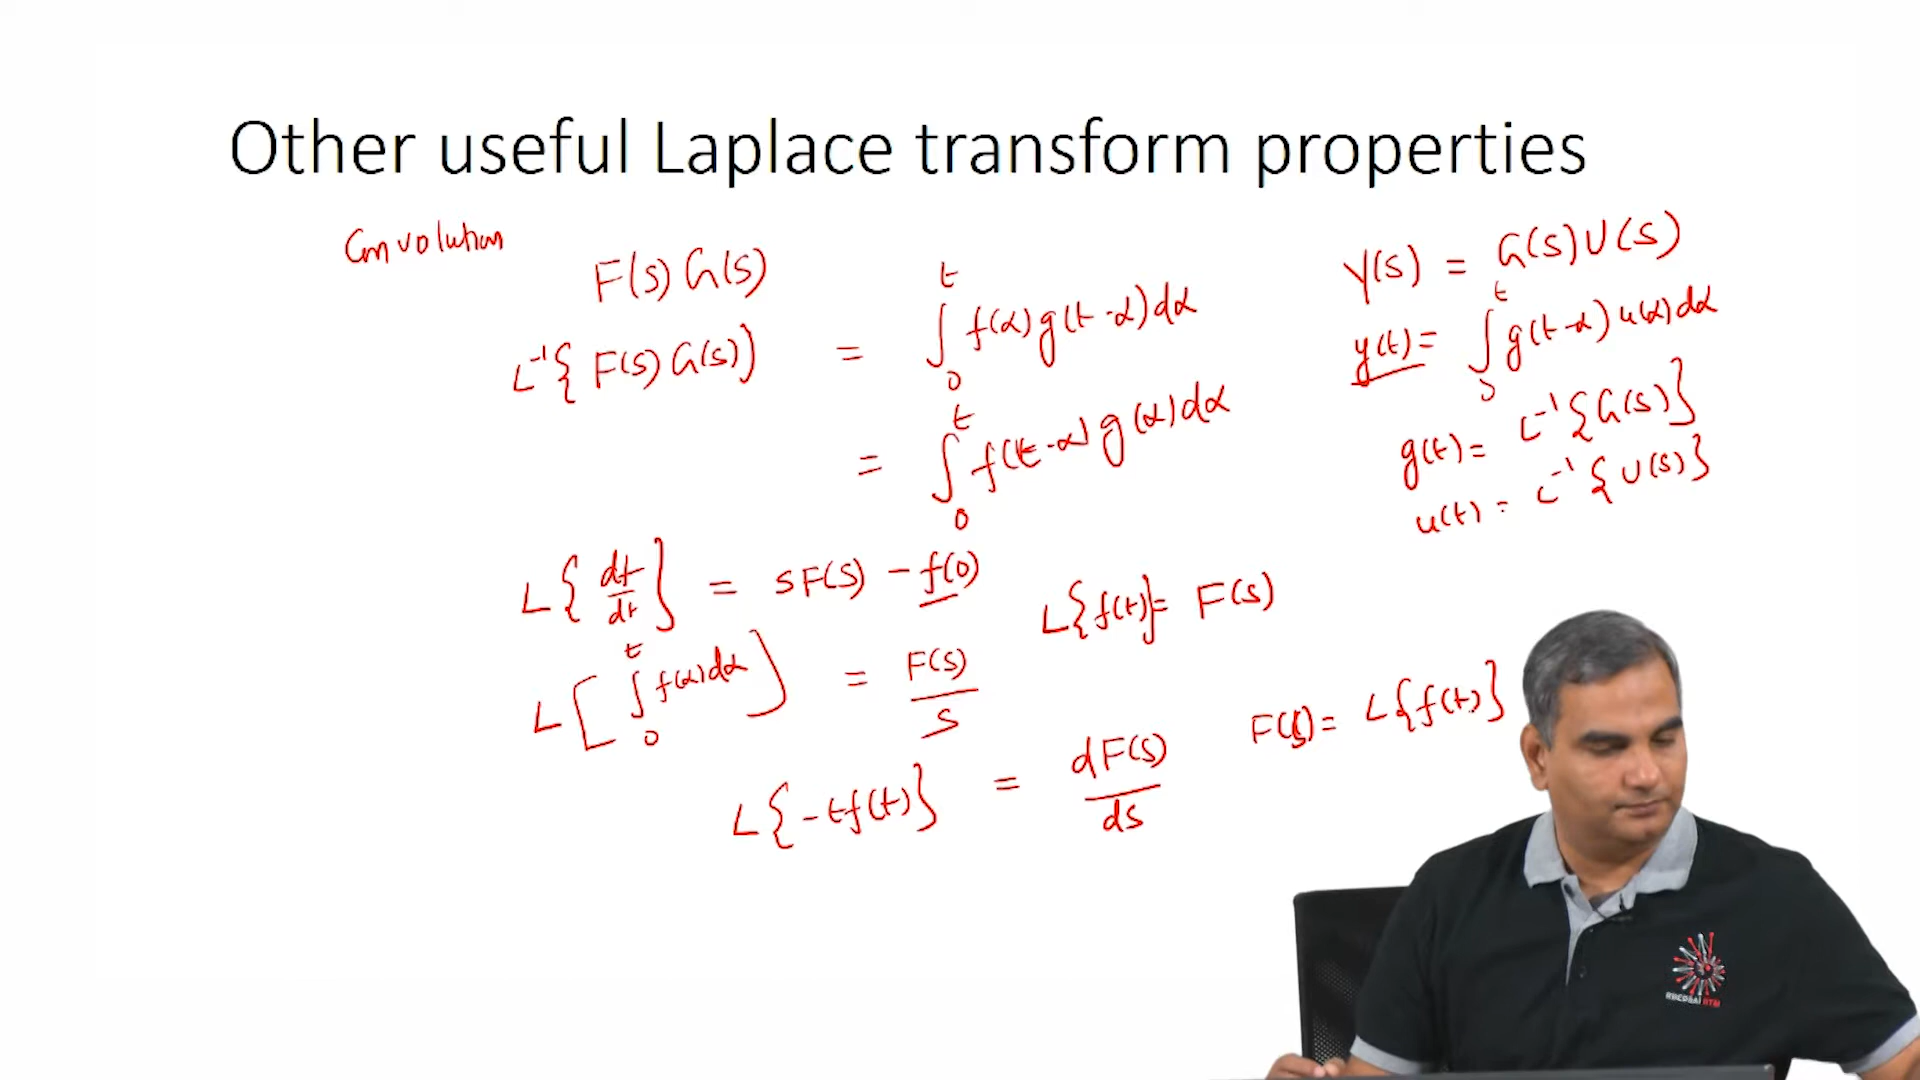 Other useful Laplace transform properties
Convolution
F(s) G(s)
L⁻¹{ F(s) G(s)} = ∫₀ᵗ f(α) g(t-α) dα
= ∫₀ᵗ f(t-α) g(α) dα
Y(s) = G(s) U(s)
y(t) = ∫₀ᵗ g(t-α) u(α) dα
g(t) = L⁻¹{G(s)}
u(t) = L⁻¹{U(s)}
L{df/dt} = sF(s) - f(0)
L{f(t)} = F(s)
L[∫₀ᵗ f(α) dα] = F(s)/s
F(s) = L{f(t)}
L{-tf(t)} = dF(s)/ds